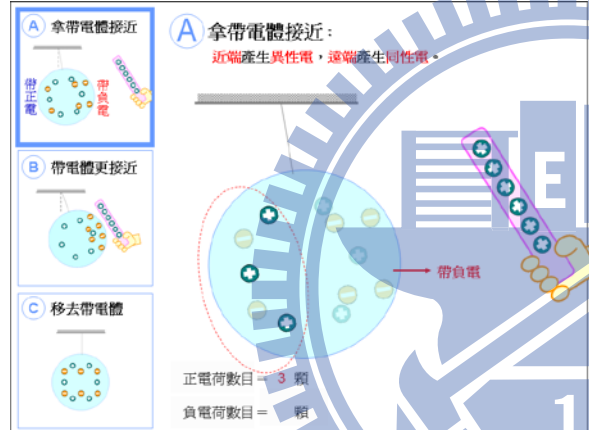 A 拿帶電體接近
帶正電
帶負電
B 帶電體更接近
C 移去帶電體
A 拿帶電體接近：
近端產生異性電，遠端產生同性電。
帶負電
正電荷數目＝ 3 顆
負電荷數目＝ 顆
E
1